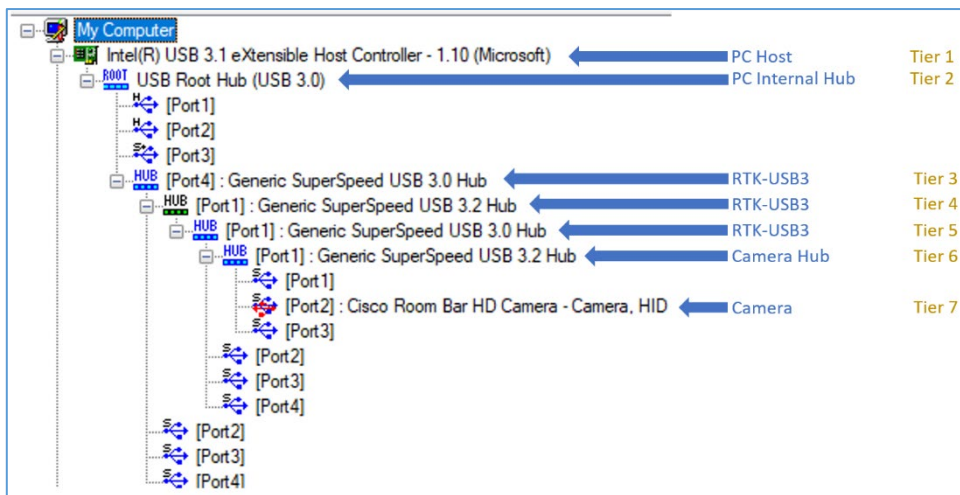 My Computer
Intel(R) USB 3.1 eXtensible Host Controller - 1.10 (Microsoft) PC Host Tier 1
ROOT USB Root Hub (USB 3.0) PC Internal Hub Tier 2
H [Port1]
H [Port2]
S+ [Port3]
HUB [Port4] : Generic SuperSpeed USB 3.0 Hub RTK-USB3 Tier 3
HUB [Port1] : Generic SuperSpeed USB 3.2 Hub RTK-USB3 Tier 4
HUB [Port1] : Generic SuperSpeed USB 3.0 Hub RTK-USB3 Tier 5
HUB [Port1] : Generic SuperSpeed USB 3.2 Hub Camera Hub Tier 6
S [Port1]
S [Port2] : Cisco Room Bar HD Camera - Camera, HID Camera Tier 7
S [Port3]
S [Port2]
S [Port3]
S [Port4]
S [Port2]
S [Port3]
S [Port4]